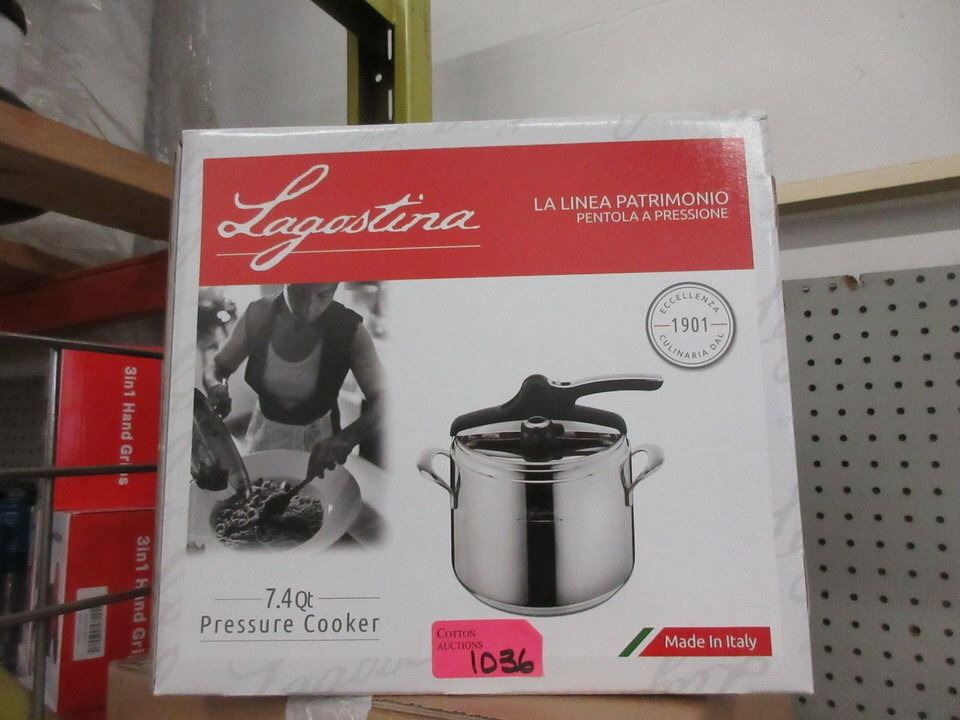 Lagostina
LA LINEA PATRIMONIO
PENTOLA A PRESSIONE
ECCELLENZA
1901
CULINARIA DAL
7.4Qt
Pressure Cooker
COTTON
AUCTIONS
1036
Made In Italy
3in1 Hand Grips
3in1 Hand Gri